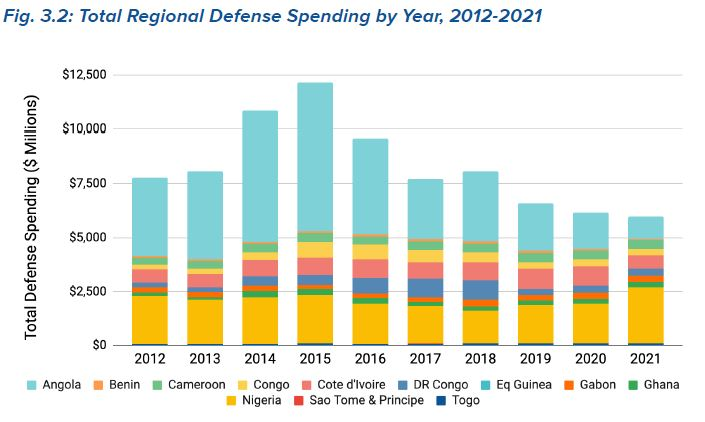 Fig. 3.2: Total Regional Defense Spending by Year, 2012-2021
Total Defense Spending ($ Millions)
$12,500
$10,000
$7,500
$5,000
$2,500
$0
2012 2013 2014 2015 2016 2017 2018 2019 2020 2021
Angola Benin Cameroon Congo Cote d'Ivoire DR Congo Eq Guinea Gabon Ghana
Nigeria Sao Tome & Principe Togo